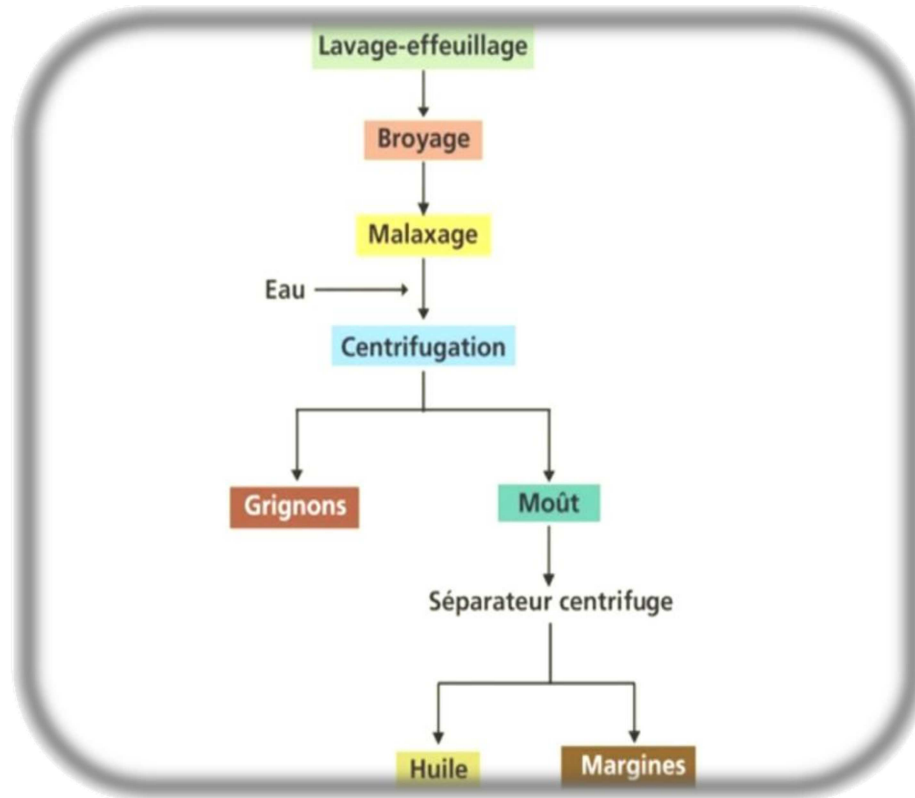 Lavage-effeuillage
Broyage
Malaxage
Eau
Centrifugation
Grignons
Moût
Séparateur centrifuge
Huile
Margines